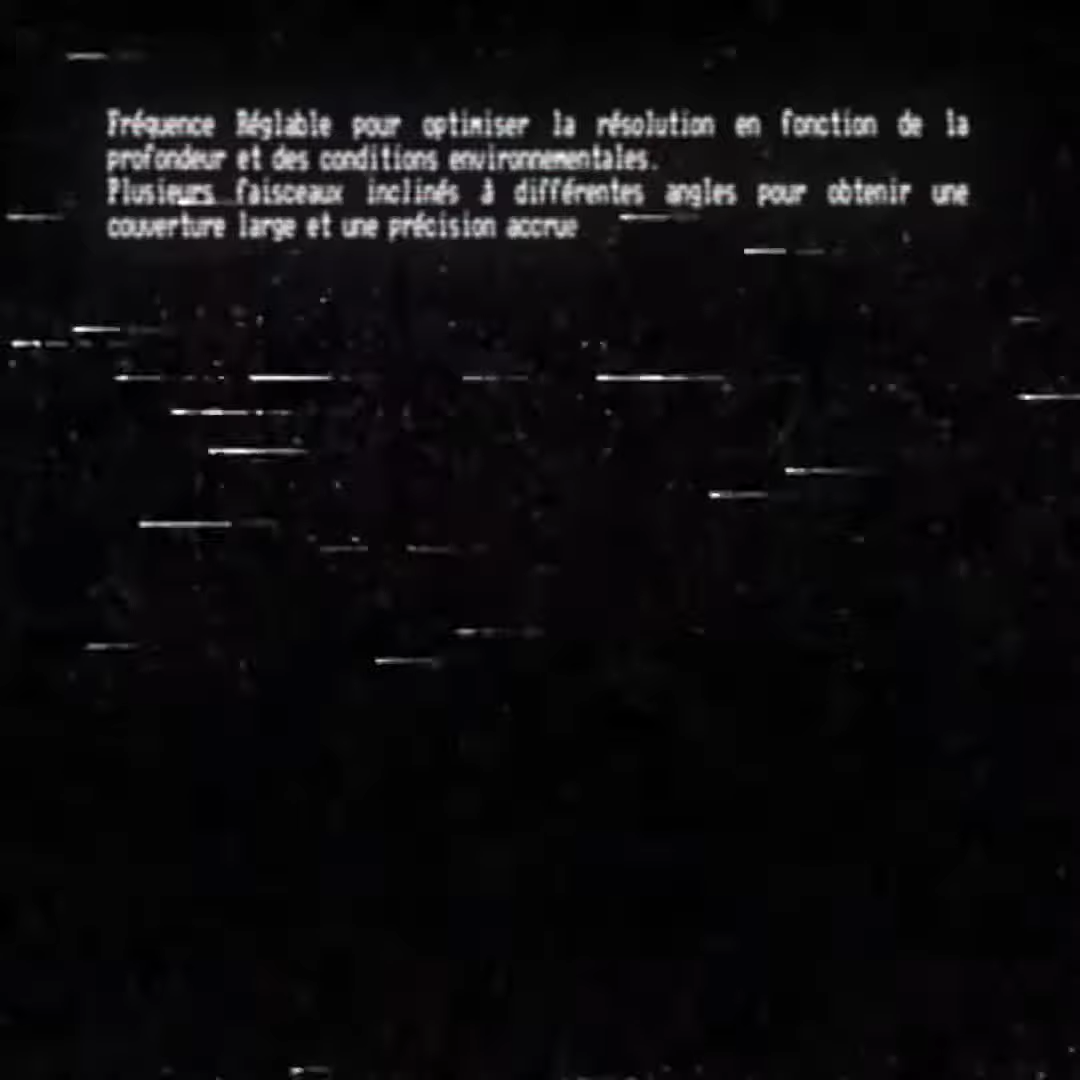 Fréquence Réglable pour optimiser la résolution en fonction de la
profondeur et des conditions environnementales.
Plusieurs faisceaux inclinés à différentes angles pour obtenir une
couverture large et une précision accrue